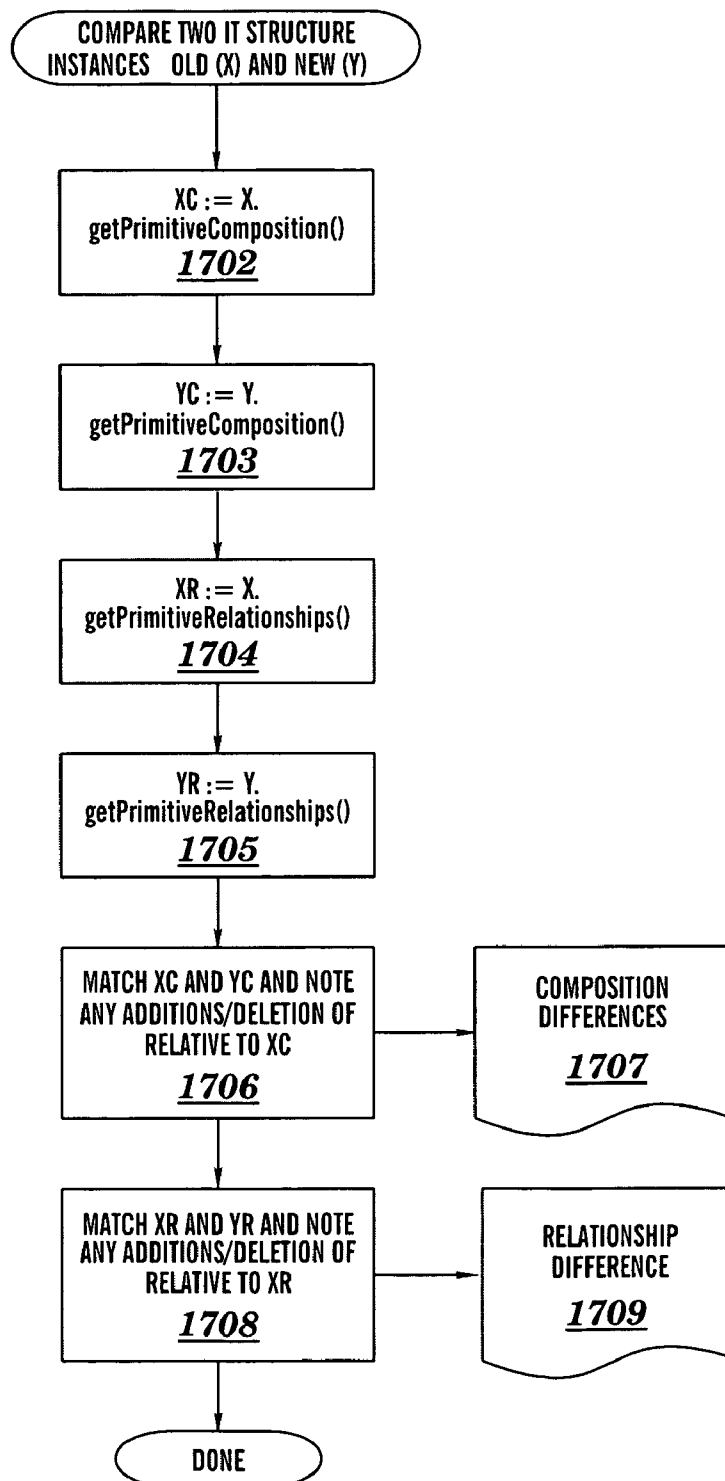 COMPARE TWO IT STRUCTURE
INSTANCES OLD (X) AND NEW (Y)
XC := X.
getPrimitiveComposition()
1702
YC := Y.
getPrimitiveComposition()
1703
XR := X.
getPrimitiveRelationships()
1704
YR := Y.
getPrimitiveRelationships()
1705
MATCH XC AND YC AND NOTE
ANY ADDITIONS/DELETION OF
RELATIVE TO XC
1706
COMPOSITION
DIFFERENCES
1707
MATCH XR AND YR AND NOTE
ANY ADDITIONS/DELETION OF
RELATIVE TO XR
1708
RELATIONSHIP
DIFFERENCE
1709
DONE